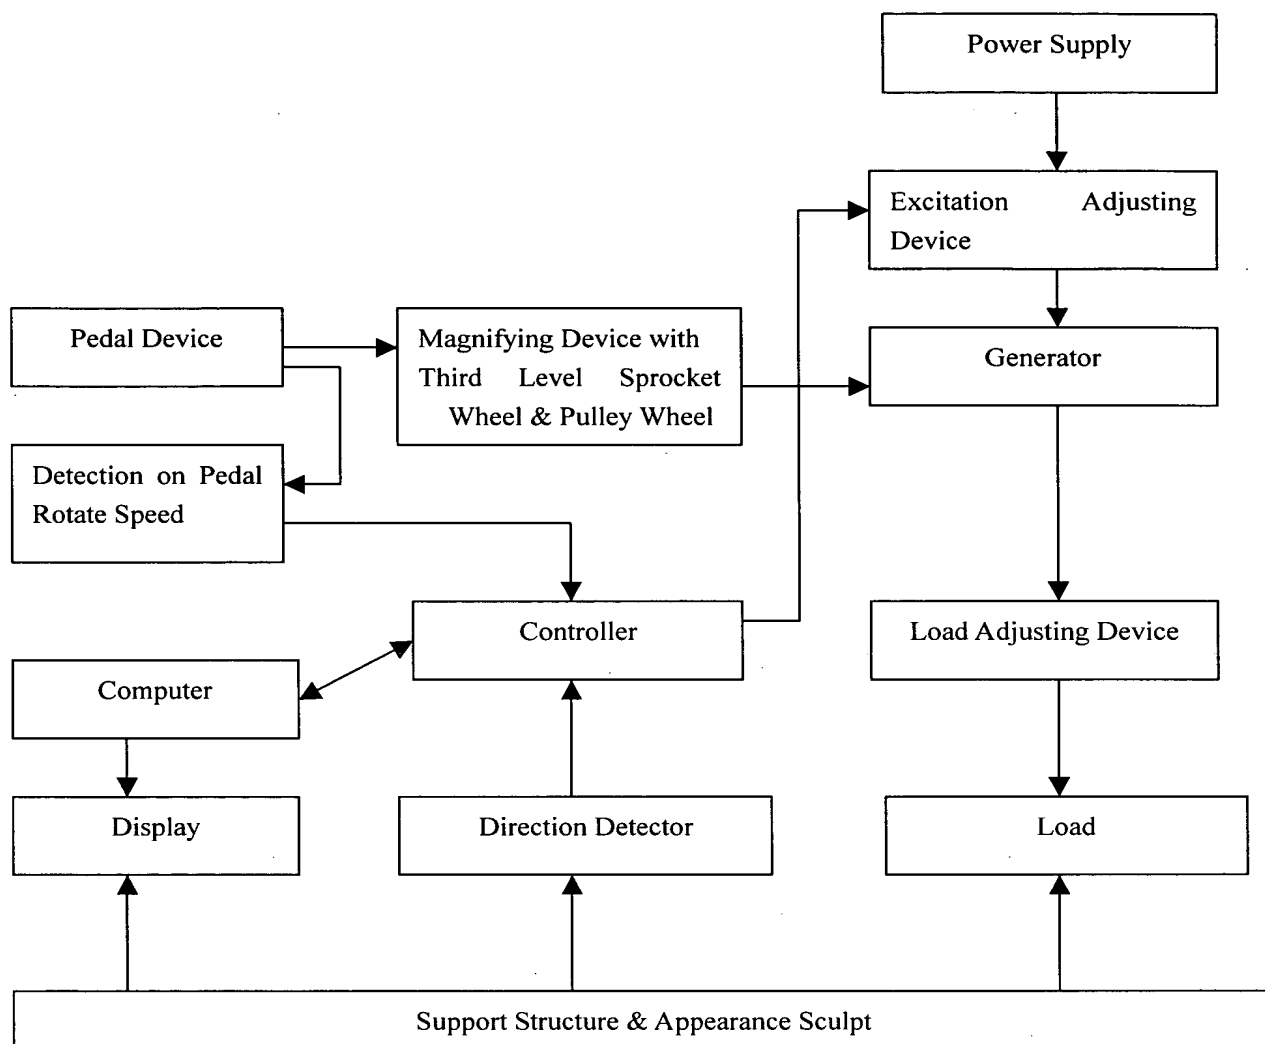 Power Supply
Excitation Adjusting
Device
Pedal Device
Magnifying Device with
Third Level Sprocket
Wheel & Pulley Wheel
Generator
Detection on Pedal
Rotate Speed
Controller
Load Adjusting Device
Computer
Display
Direction Detector
Load
Support Structure & Appearance Sculpt